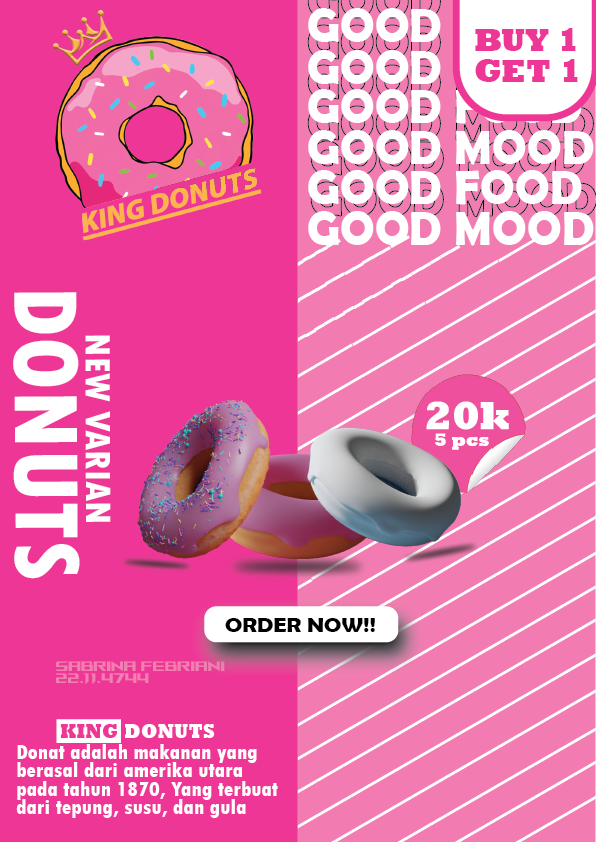 KING DONUTS
GOOD
GOOD
GOOD
GOOD MOOD
GOOD FOOD
GOOD MOOD
BUY 1
GET 1
DONUTS
NEW VARIAN
20k
5 pcs
ORDER NOW!!
SABRINA FEBRIANI
22.11.4744
KING DONUTS
Donat adalah makanan yang
berasal dari amerika utara
pada tahun 1870, Yang terbuat
dari tepung, susu, dan gula